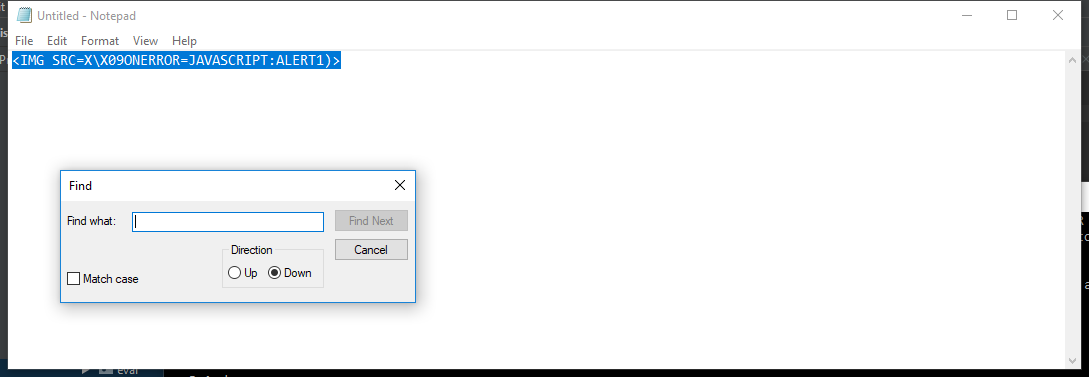 Untitled - Notepad
File Edit Format View Help
<IMG SRC=X\X09ONERROR=JAVASCRIPT:ALERT1)>
Find
Find what: Find Next
Direction Cancel
Up Down
Match case
eval